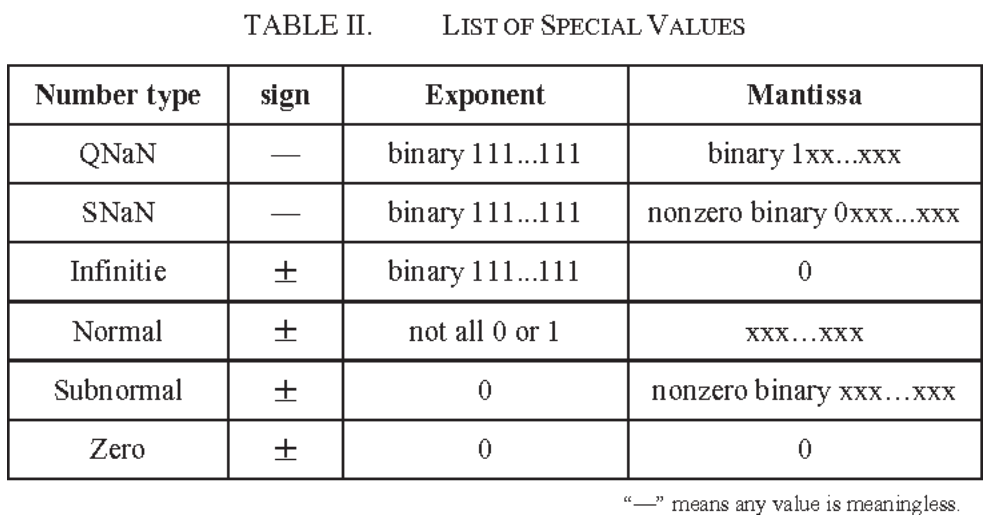 TABLE II. LIST OF SPECIAL VALUES
Number type sign Exponent Mantissa
QNaN — binary 111...111 binary 1xx...xxx
SNaN — binary 111...111 nonzero binary 0xxx...xxx
Infinitie ± binary 111...111 0
Normal ± not all 0 or 1 xxx...xxx
Subnormal ± 0 nonzero binary xxx...xxx
Zero ± 0 0
“—” means any value is meaningless.